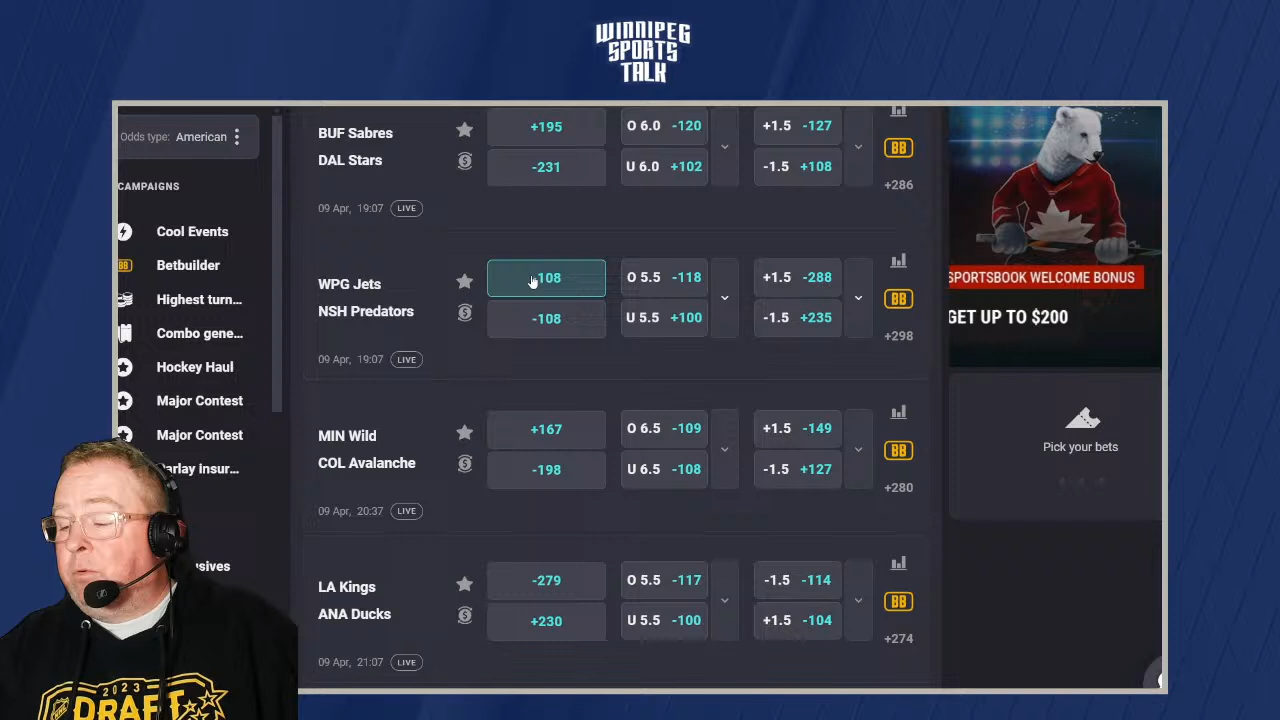 WINNIPEG
SPORTS
TALK
Odds type: American
CAMPAIGNS
Cool Events
BB Betbuilder
Highest turn...
Combo gene...
Hockey Haul
Major Contest
Major Contest
arlay insur...
usives
BUF Sabres
DAL Stars
+195 O 6.0 -120 +1.5 -127
-231 U 6.0 +102 -1.5 +108
BB
+286
09 Apr, 19:07 LIVE
WPG Jets
NSH Predators
-108 O 5.5 -118 +1.5 -288
-108 U 5.5 +100 -1.5 +235
BB
+298
09 Apr, 19:07 LIVE
MIN Wild
COL Avalanche
+167 O 6.5 -109 +1.5 -149
-198 U 6.5 -108 -1.5 +127
BB
+280
09 Apr, 20:37 LIVE
LA Kings
ANA Ducks
-279 O 5.5 -117 -1.5 -114
+230 U 5.5 -100 +1.5 -104
BB
+274
09 Apr, 21:07 LIVE
SPORTSBOOK WELCOME BONUS
GET UP TO $200
Pick your bets
2023
NHL
DRAFT